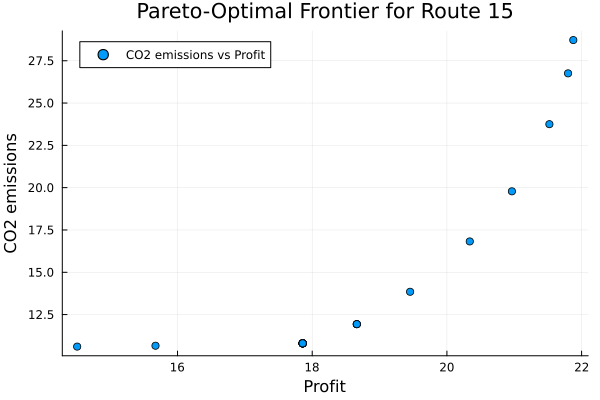 Pareto-Optimal Frontier for Route 15
CO2 emissions vs Profit
27.5
25.0
22.5
20.0
17.5
15.0
12.5
CO2 emissions
16 18 20 22
Profit